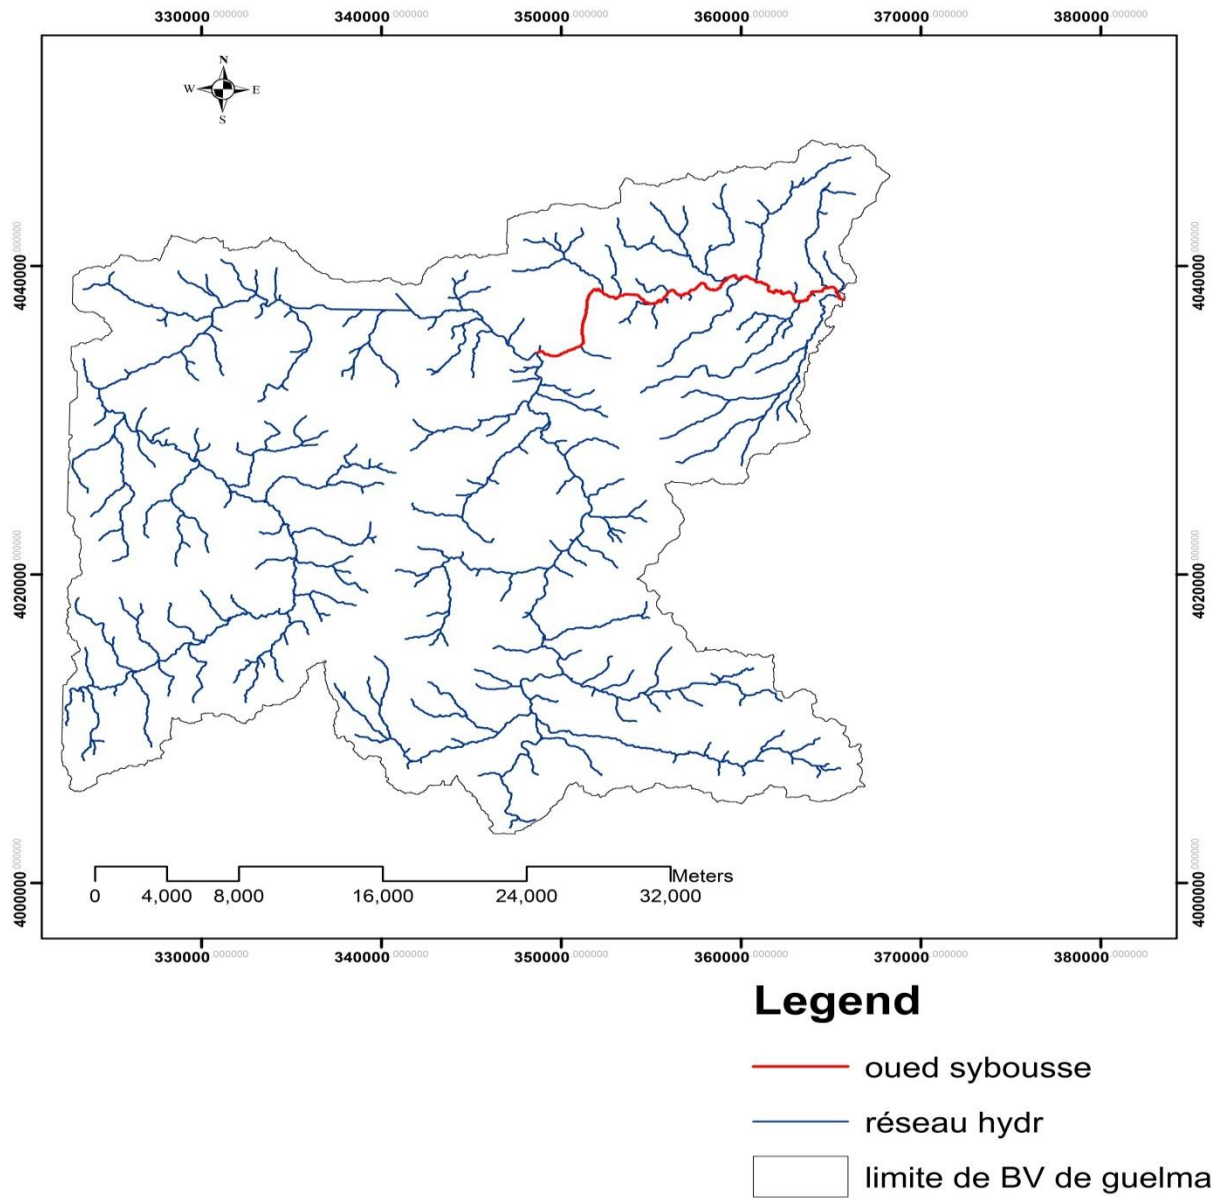 330000.000000 340000.000000 350000.000000 360000.000000 370000.000000 380000.000000
N
W E
S
4040000.000000 4040000.000000
4020000.000000 4020000.000000
4000000.000000 4000000.000000
Meters
0 4,000 8,000 16,000 24,000 32,000
330000.000000 340000.000000 350000.000000 360000.000000 370000.000000 380000.000000
Legend
oued sybousse
réseau hydr
limite de BV de guelma